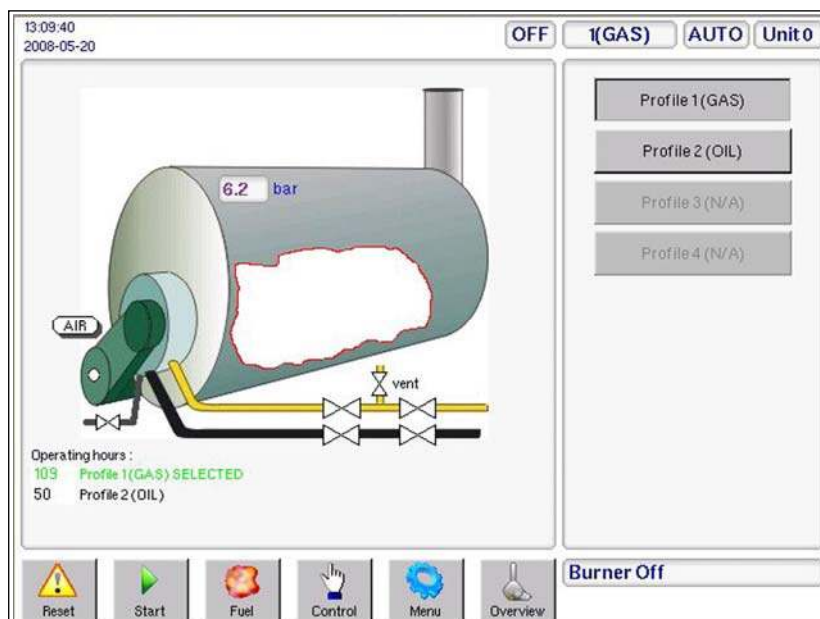 13:09:40
2008-05-20
OFF
1(GAS)
AUTO
Unit 0
6.2 bar
AIR
vent
Operating hours :
109 Profile 1(GAS) SELECTED
50 Profile 2 (OIL)
Profile 1 (GAS)
Profile 2 (OIL)
Profile 3 (N/A)
Profile 4 (N/A)
Reset
Start
Fuel
Control
Menu
Overview
Burner Off